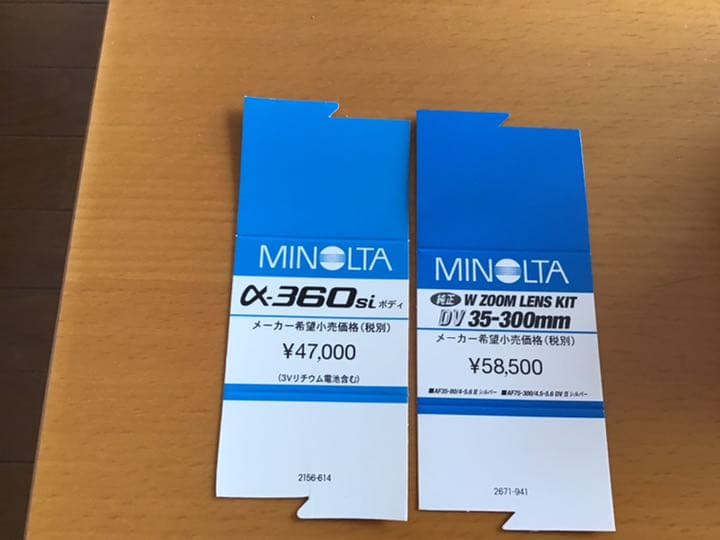 MINOLTA
α-360si ボディ
メーカー希望小売価格(税別)
¥47,000
(3Vリチウム電池含む)
2156-614
MINOLTA
純正 W ZOOM LENS KIT
DV 35-300mm
メーカー希望小売価格(税別)
¥58,500
■AF35-80/4-5.6 II シルバー ■AF75-300/4.5-5.6 DV II シルバー
2671-941